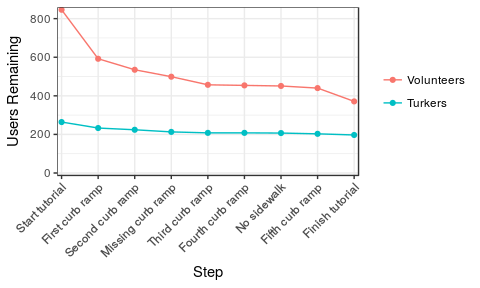 Users Remaining
800
600
400
200
0
Start tutorial
First curb ramp
Second curb ramp
Missing curb ramp
Third curb ramp
Fourth curb ramp
No sidewalk
Fifth curb ramp
Finish tutorial
Step
Volunteers
Turkers